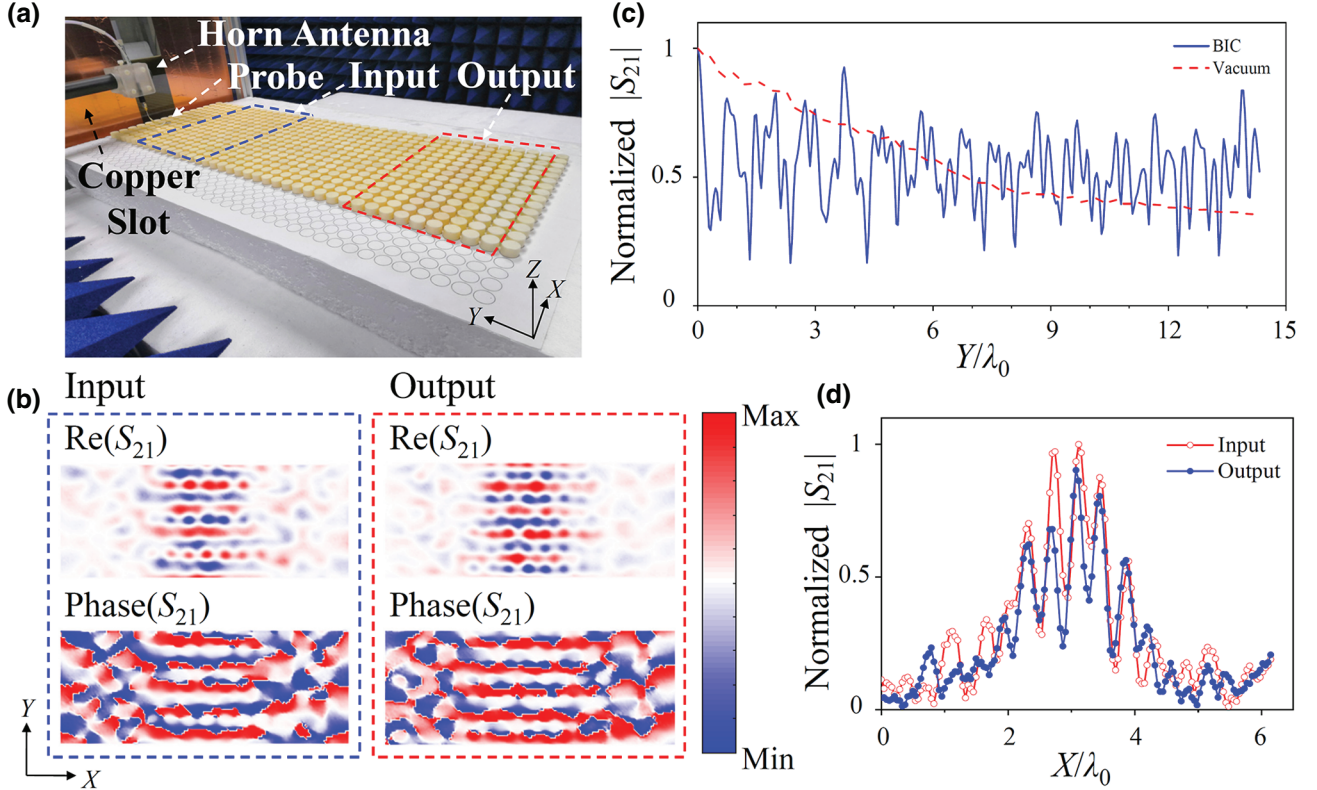 (a)
Horn Antenna
Probe Input Output
Copper
Slot
Z
X
Y
(b)
Input
Output
Re(S21)
Re(S21)
Phase(S21)
Phase(S21)
Max
Min
Y
X
(c)
Normalized |S21|
1
0.5
0
BIC
Vacuum
0 3 6 9 12 15
Y/λ0
(d)
Normalized |S21|
1
0.5
0
Input
Output
0 2 4 6
X/λ0